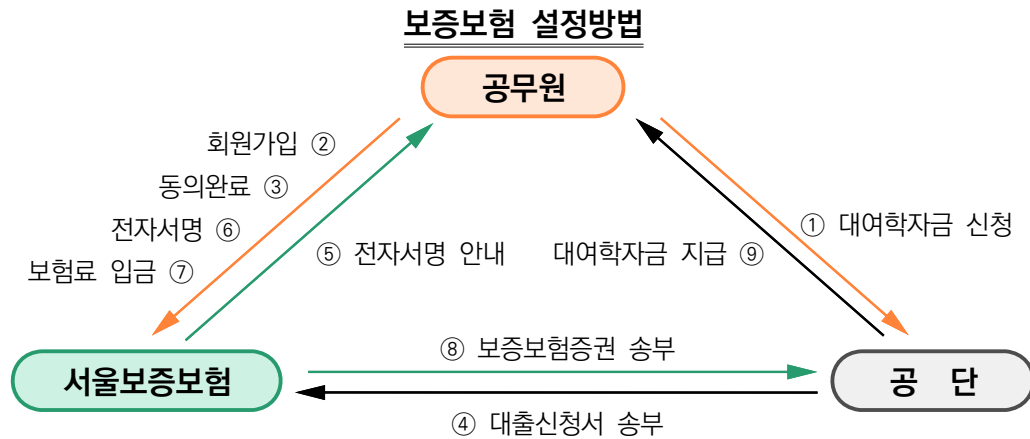 보증보험 설정방법
공무원
회원가입 ②
동의완료 ③
전자서명 ⑥
보험료 입금 ⑦
⑤ 전자서명 안내
대여학자금 지급 ⑨
① 대여학자금 신청
⑧ 보증보험증권 송부
서울보증보험
공 단
④ 대출신청서 송부